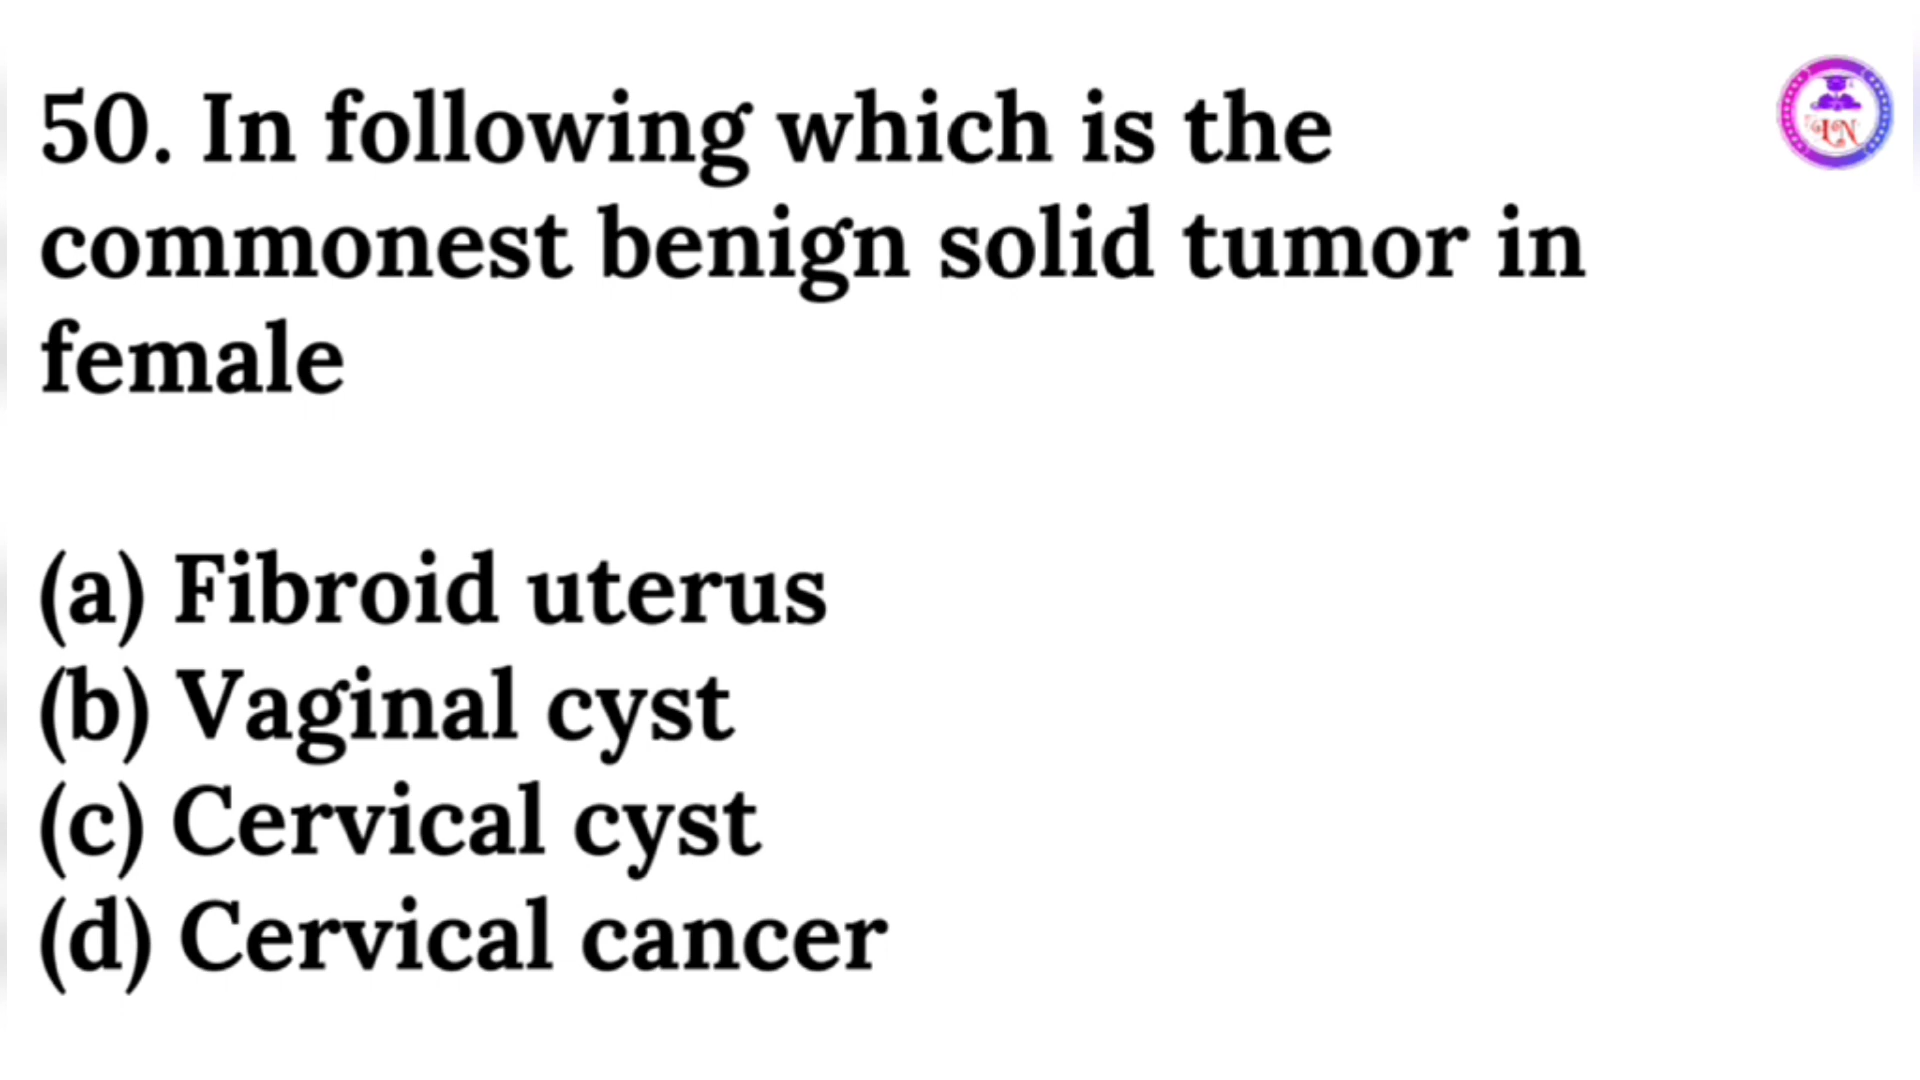 50. In following which is the
commonest benign solid tumor in
female
(a) Fibroid uterus
(b) Vaginal cyst
(c) Cervical cyst
(d) Cervical cancer
LN